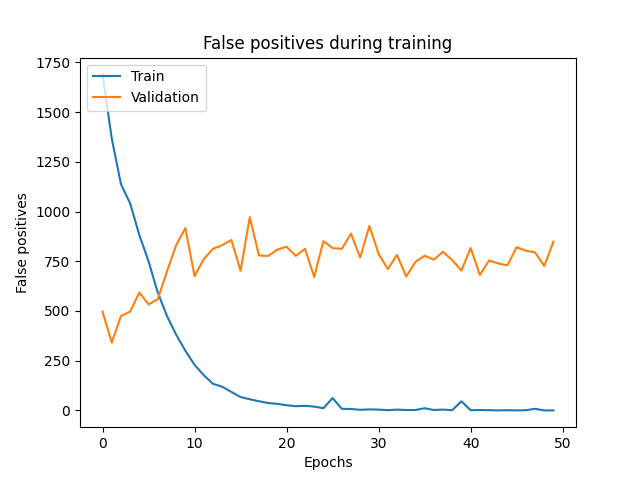 False positives during training
Train
Validation
1750
1500
1250
1000
750
500
250
0
False positives
0 10 20 30 40 50
Epochs